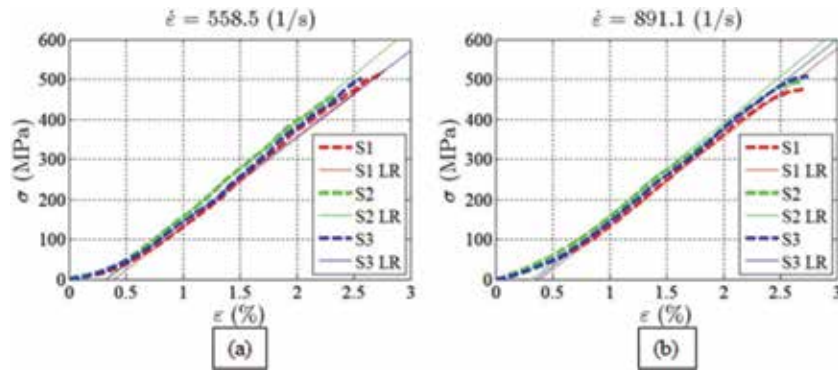 ε̇ = 558.5 (1/s)
600
500
400
300
200
100
0
σ (MPa)
S1
S1 LR
S2
S2 LR
S3
S3 LR
0 0.5 1 1.5 2 2.5 3
ε (%)
(a)
ε̇ = 891.1 (1/s)
600
500
400
300
200
100
0
σ (MPa)
S1
S1 LR
S2
S2 LR
S3
S3 LR
0 0.5 1 1.5 2 2.5 3
ε (%)
(b)